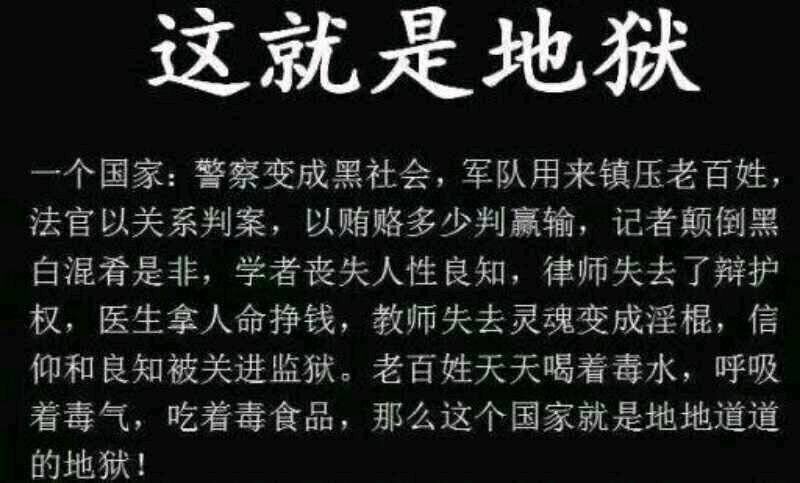 这就是地狱
一个国家：警察变成黑社会，军队用来镇压老百姓，
法官以关系判案，以贿赂多少判赢输，记者颠倒黑
白混肴是非，学者丧失人性良知，律师失去了辩护
权，医生拿人命挣钱，教师失去灵魂变成淫棍，信
仰和良知被关进监狱。老百姓天天喝着毒水，呼吸
着毒气，吃着毒食品，那么这个国家就是地地道道
的地狱！